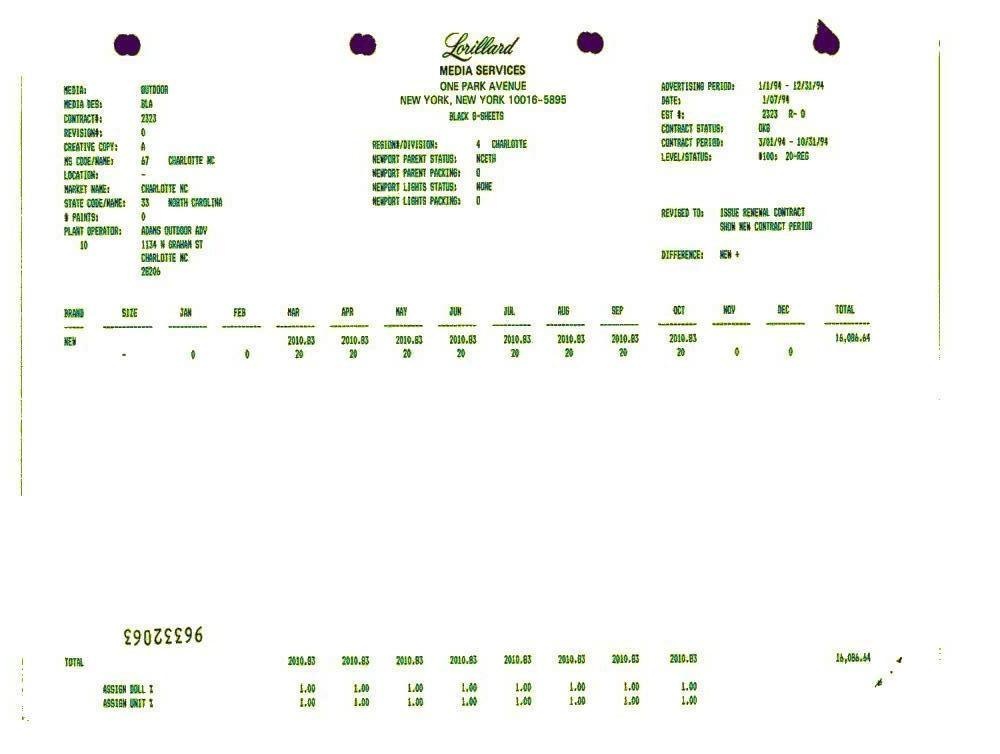 Lorillard
MEDIA SERVICES
ONE PARK AVENUE
NEW YORK, NEW YORK 10016-5895
BLACK 8-SHEETS
MEDIA: OUTDOOR
MEDIA DES: BLA
CONTRACT#: 2323
REVISION#: 0
CREATIVE COPY: A
MS CODE/NAME: 67 CHARLOTTE NC
LOCATION: -
MARKET NAME: CHARLOTTE NC
STATE CODE/NAME: 33 NORTH CAROLINA
# PAINTS: 0
PLANT OPERATOR: ADAMS OUTDOOR ADV
10 1134 N GRAHAM ST
CHARLOTTE NC
28206
REGION#/DIVISION: 4 CHARLOTTE
NEWPORT PARENT STATUS: NCETH
NEWPORT PARENT PACKING: 0
NEWPORT LIGHTS STATUS: NONE
NEWPORT LIGHTS PACKING: 0
ADVERTISING PERIOD: 1/1/94 - 12/31/94
DATE: 1/07/94
EST #: 2323 R- 0
CONTRACT STATUS: OKG
CONTRACT PERIOD: 3/01/94 - 10/31/94
LEVEL/STATUS: #100: 20-REG
REVISED TO: ISSUE RENEWAL CONTRACT
SHOW NEW CONTRACT PERIOD
DIFFERENCE: NEW +
BRAND SIZE JAN FEB MAR APR MAY JUN JUL AUG SEP OCT NOV DEC TOTAL
NEW 2010.83 2010.83 2010.83 2010.83 2010.83 2010.83 2010.83 2010.83 16,086.64
- 0 0 20 20 20 20 20 20 20 20 0 0
96332063
TOTAL 2010.83 2010.83 2010.83 2010.83 2010.83 2010.83 2010.83 2010.83 16,086.64
ASSIGN DOLL % 1.00 1.00 1.00 1.00 1.00 1.00 1.00 1.00
ASSIGN UNIT % 1.00 1.00 1.00 1.00 1.00 1.00 1.00 1.00